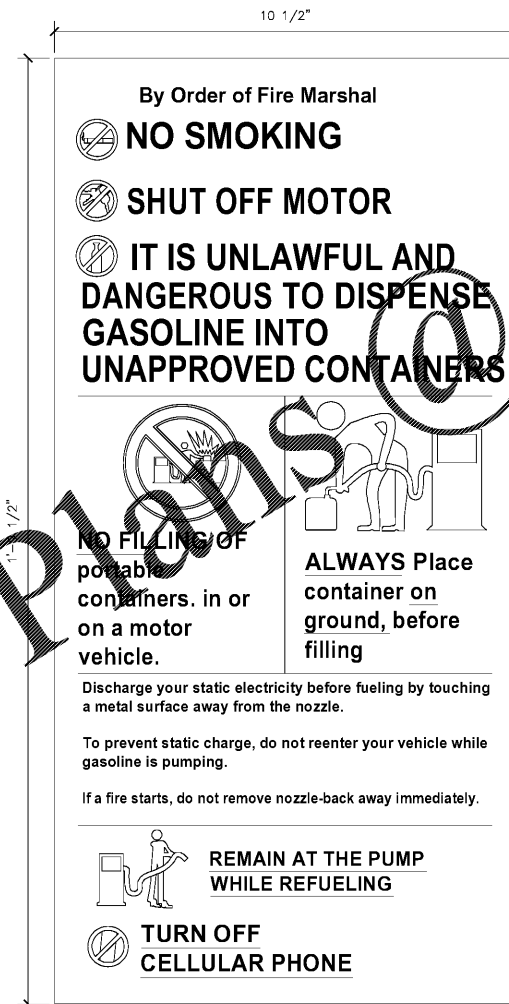 10 1/2"
By Order of Fire Marshal
NO SMOKING
SHUT OFF MOTOR
IT IS UNLAWFUL AND
DANGEROUS TO DISPENSE
GASOLINE INTO
UNAPPROVED CONTAINERS
NO FILLING OF
portable
containers. in or
on a motor
vehicle.
ALWAYS Place
container on
ground, before
filling
Discharge your static electricity before fueling by touching
a metal surface away from the nozzle.
To prevent static charge, do not reenter your vehicle while
gasoline is pumping.
If a fire starts, do not remove nozzle-back away immediately.
REMAIN AT THE PUMP
WHILE REFUELING
TURN OFF
CELLULAR PHONE
Plans @